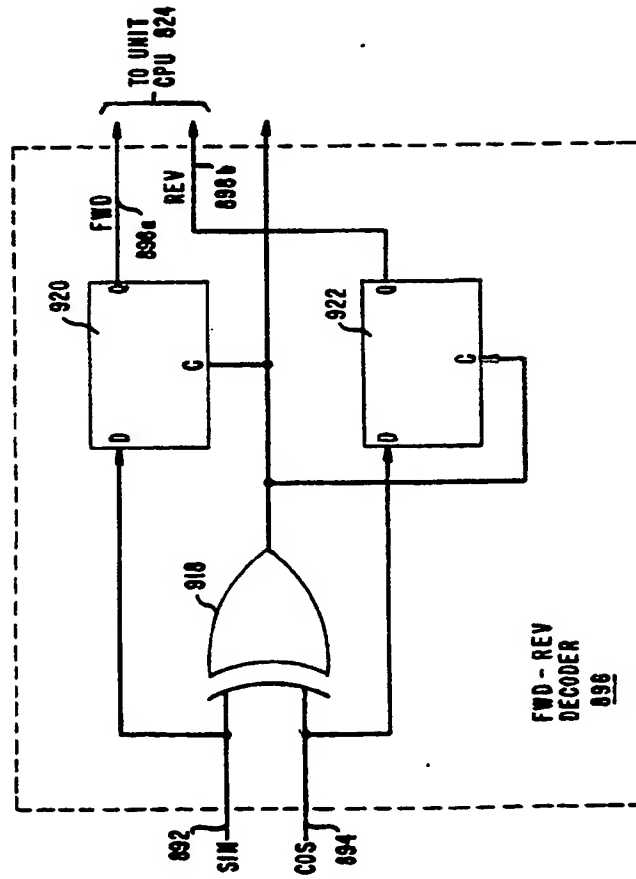 TO UNIT
CPU 824
FWD
898a
REV
898b
920
D
Q
C
922
D
Q
C
918
892
SIN
COS
894
FWD-REV
DECODER
896